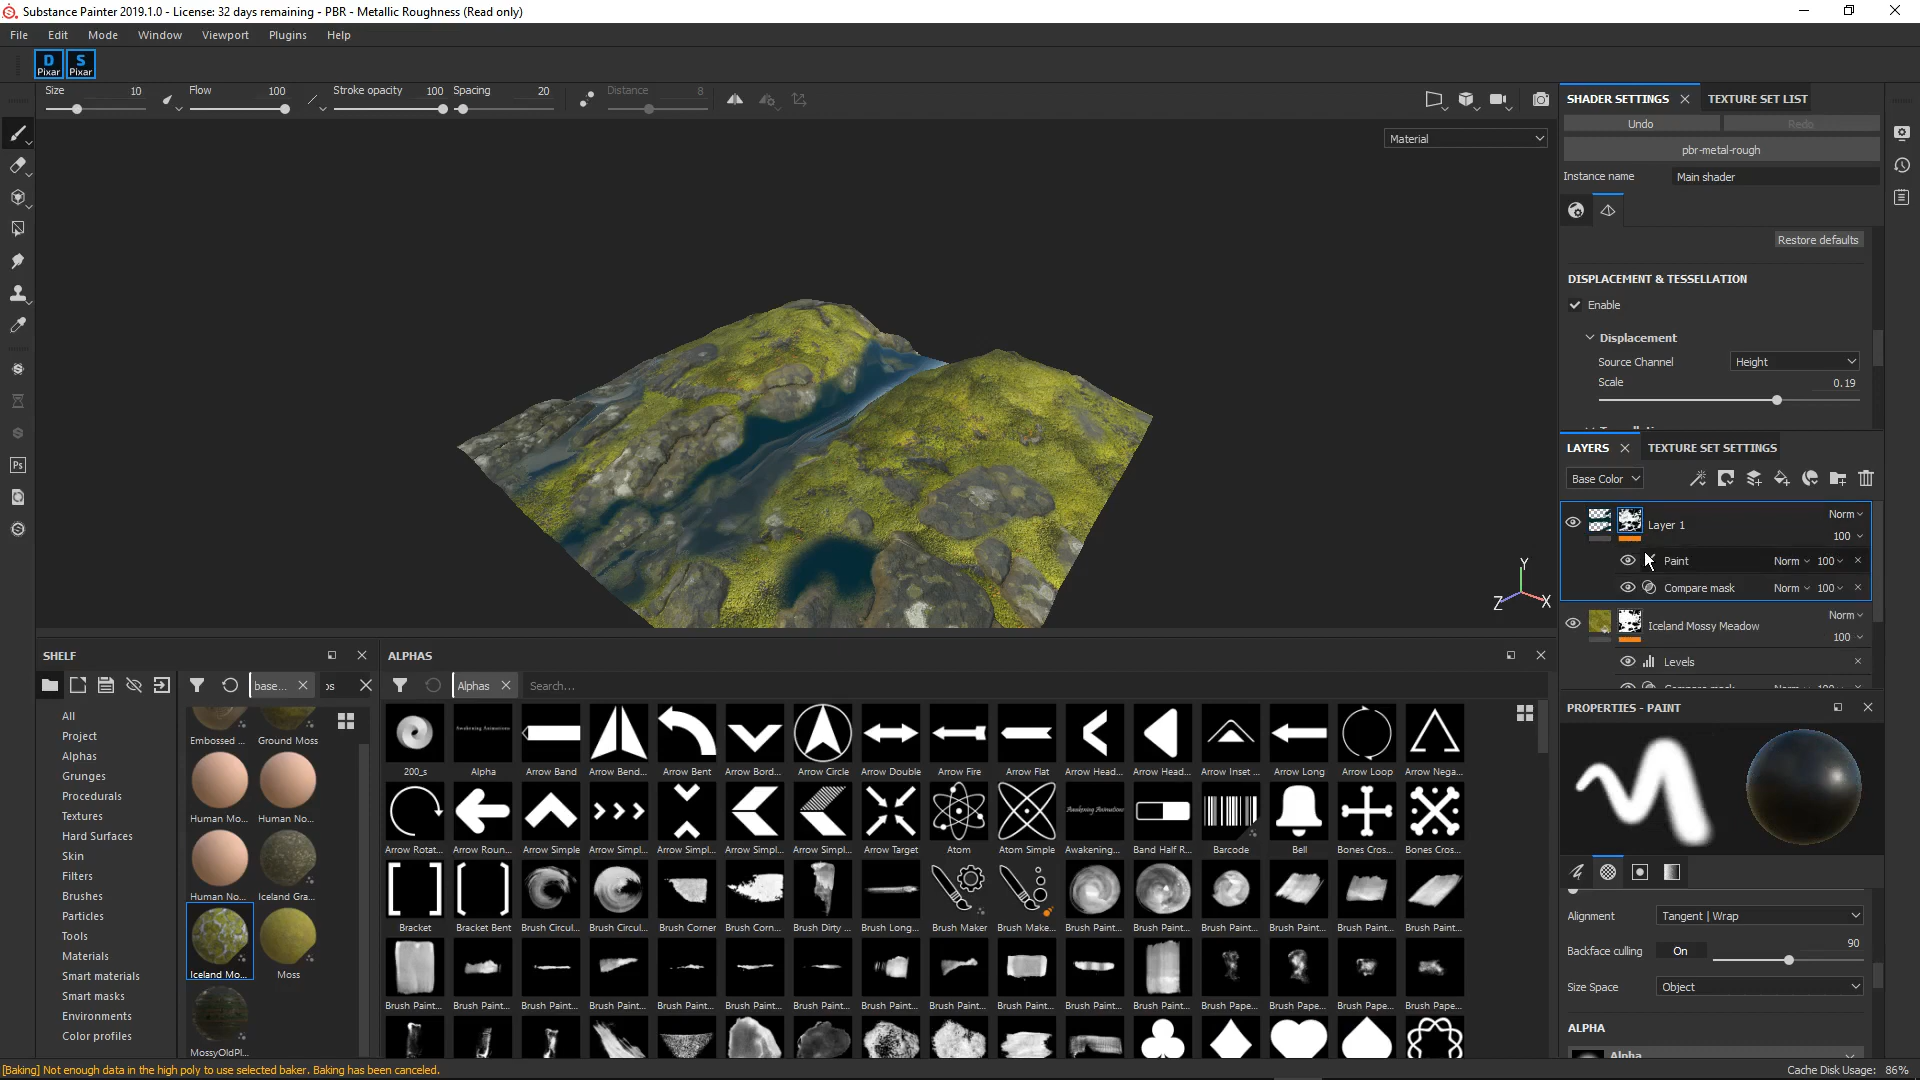 Substance Painter 2019.1.0 - License: 32 days remaining - PBR - Metallic Roughness (Read only)
File Edit Mode Window Viewport Plugins Help
D Pixar S Pixar
Size 10 Flow 100 Stroke opacity 100 Spacing 20 Distance 8
Material
Y
Z X
SHADER SETTINGS TEXTURE SET LIST
Undo Redo
pbr-metal-rough
Instance name Main shader
Restore defaults
DISPLACEMENT & TESSELLATION
Enable
Displacement
Source Channel Height
Scale 0.19
LAYERS TEXTURE SET SETTINGS
Base Color
Layer 1 Norm 100
Paint Norm 100
Compare mask Norm 100
Iceland Mossy Meadow Norm 100
Levels
PROPERTIES - PAINT
Alignment Tangent | Wrap
Backface culling On 90
Size Space Object
ALPHA
Alpha
Ps
SHELF
base...
All
Project
Alphas
Grunges
Procedurals
Textures
Hard Surfaces
Skin
Filters
Brushes
Particles
Tools
Materials
Smart materials
Smart masks
Environments
Color profiles
Embossed ... Ground Moss
Human Mo... Human No...
Human No... Iceland Gra...
Iceland Mo... Moss
MossyOldPl...
ALPHAS
Alphas Search...
200_s Alpha Arrow Band Arrow Bend... Arrow Bent Arrow Bord... Arrow Circle Arrow Double Arrow Fire Arrow Flat Arrow Head... Arrow Head... Arrow Inset ... Arrow Long Arrow Loop Arrow Nega...
Arrow Rotat... Arrow Roun... Arrow Simple Arrow Simpl... Arrow Simpl... Arrow Simpl... Arrow Simpl... Arrow Target Atom Atom Simple Awakening... Band Half R... Barcode Bell Bones Cros... Bones Cros...
Bracket Bracket Bent Brush Circul... Brush Circul... Brush Corner Brush Corn... Brush Dirty ... Brush Long... Brush Maker Brush Make... Brush Paint... Brush Paint... Brush Paint... Brush Paint... Brush Paint... Brush Paint...
Brush Paint... Brush Paint... Brush Paint... Brush Paint... Brush Paint... Brush Paint... Brush Paint... Brush Paint... Brush Paint... Brush Paint... Brush Paint... Brush Paint... Brush Pape... Brush Pape... Brush Pape... Brush Pape...
[Baking] Not enough data in the high poly to use selected baker. Baking has been canceled.
Cache Disk Usage: 86%